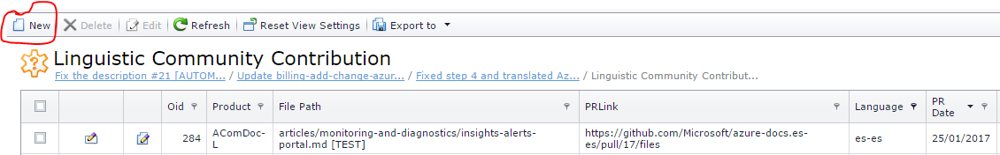 New Delete Edit Refresh Reset View Settings Export to
Linguistic Community Contribution
Fix the description #21 [AUTOM... / Update billing-add-change-azur... / Fixed step 4 and translated Az... / Linguistic Community Contribut...
Oid Product File Path PRLink Language PR Date
284 AComDoc-L articles/monitoring-and-diagnostics/insights-alerts-portal.md [TEST] https://github.com/Microsoft/azure-docs.es-es/pull/17/files es-es 25/01/2017